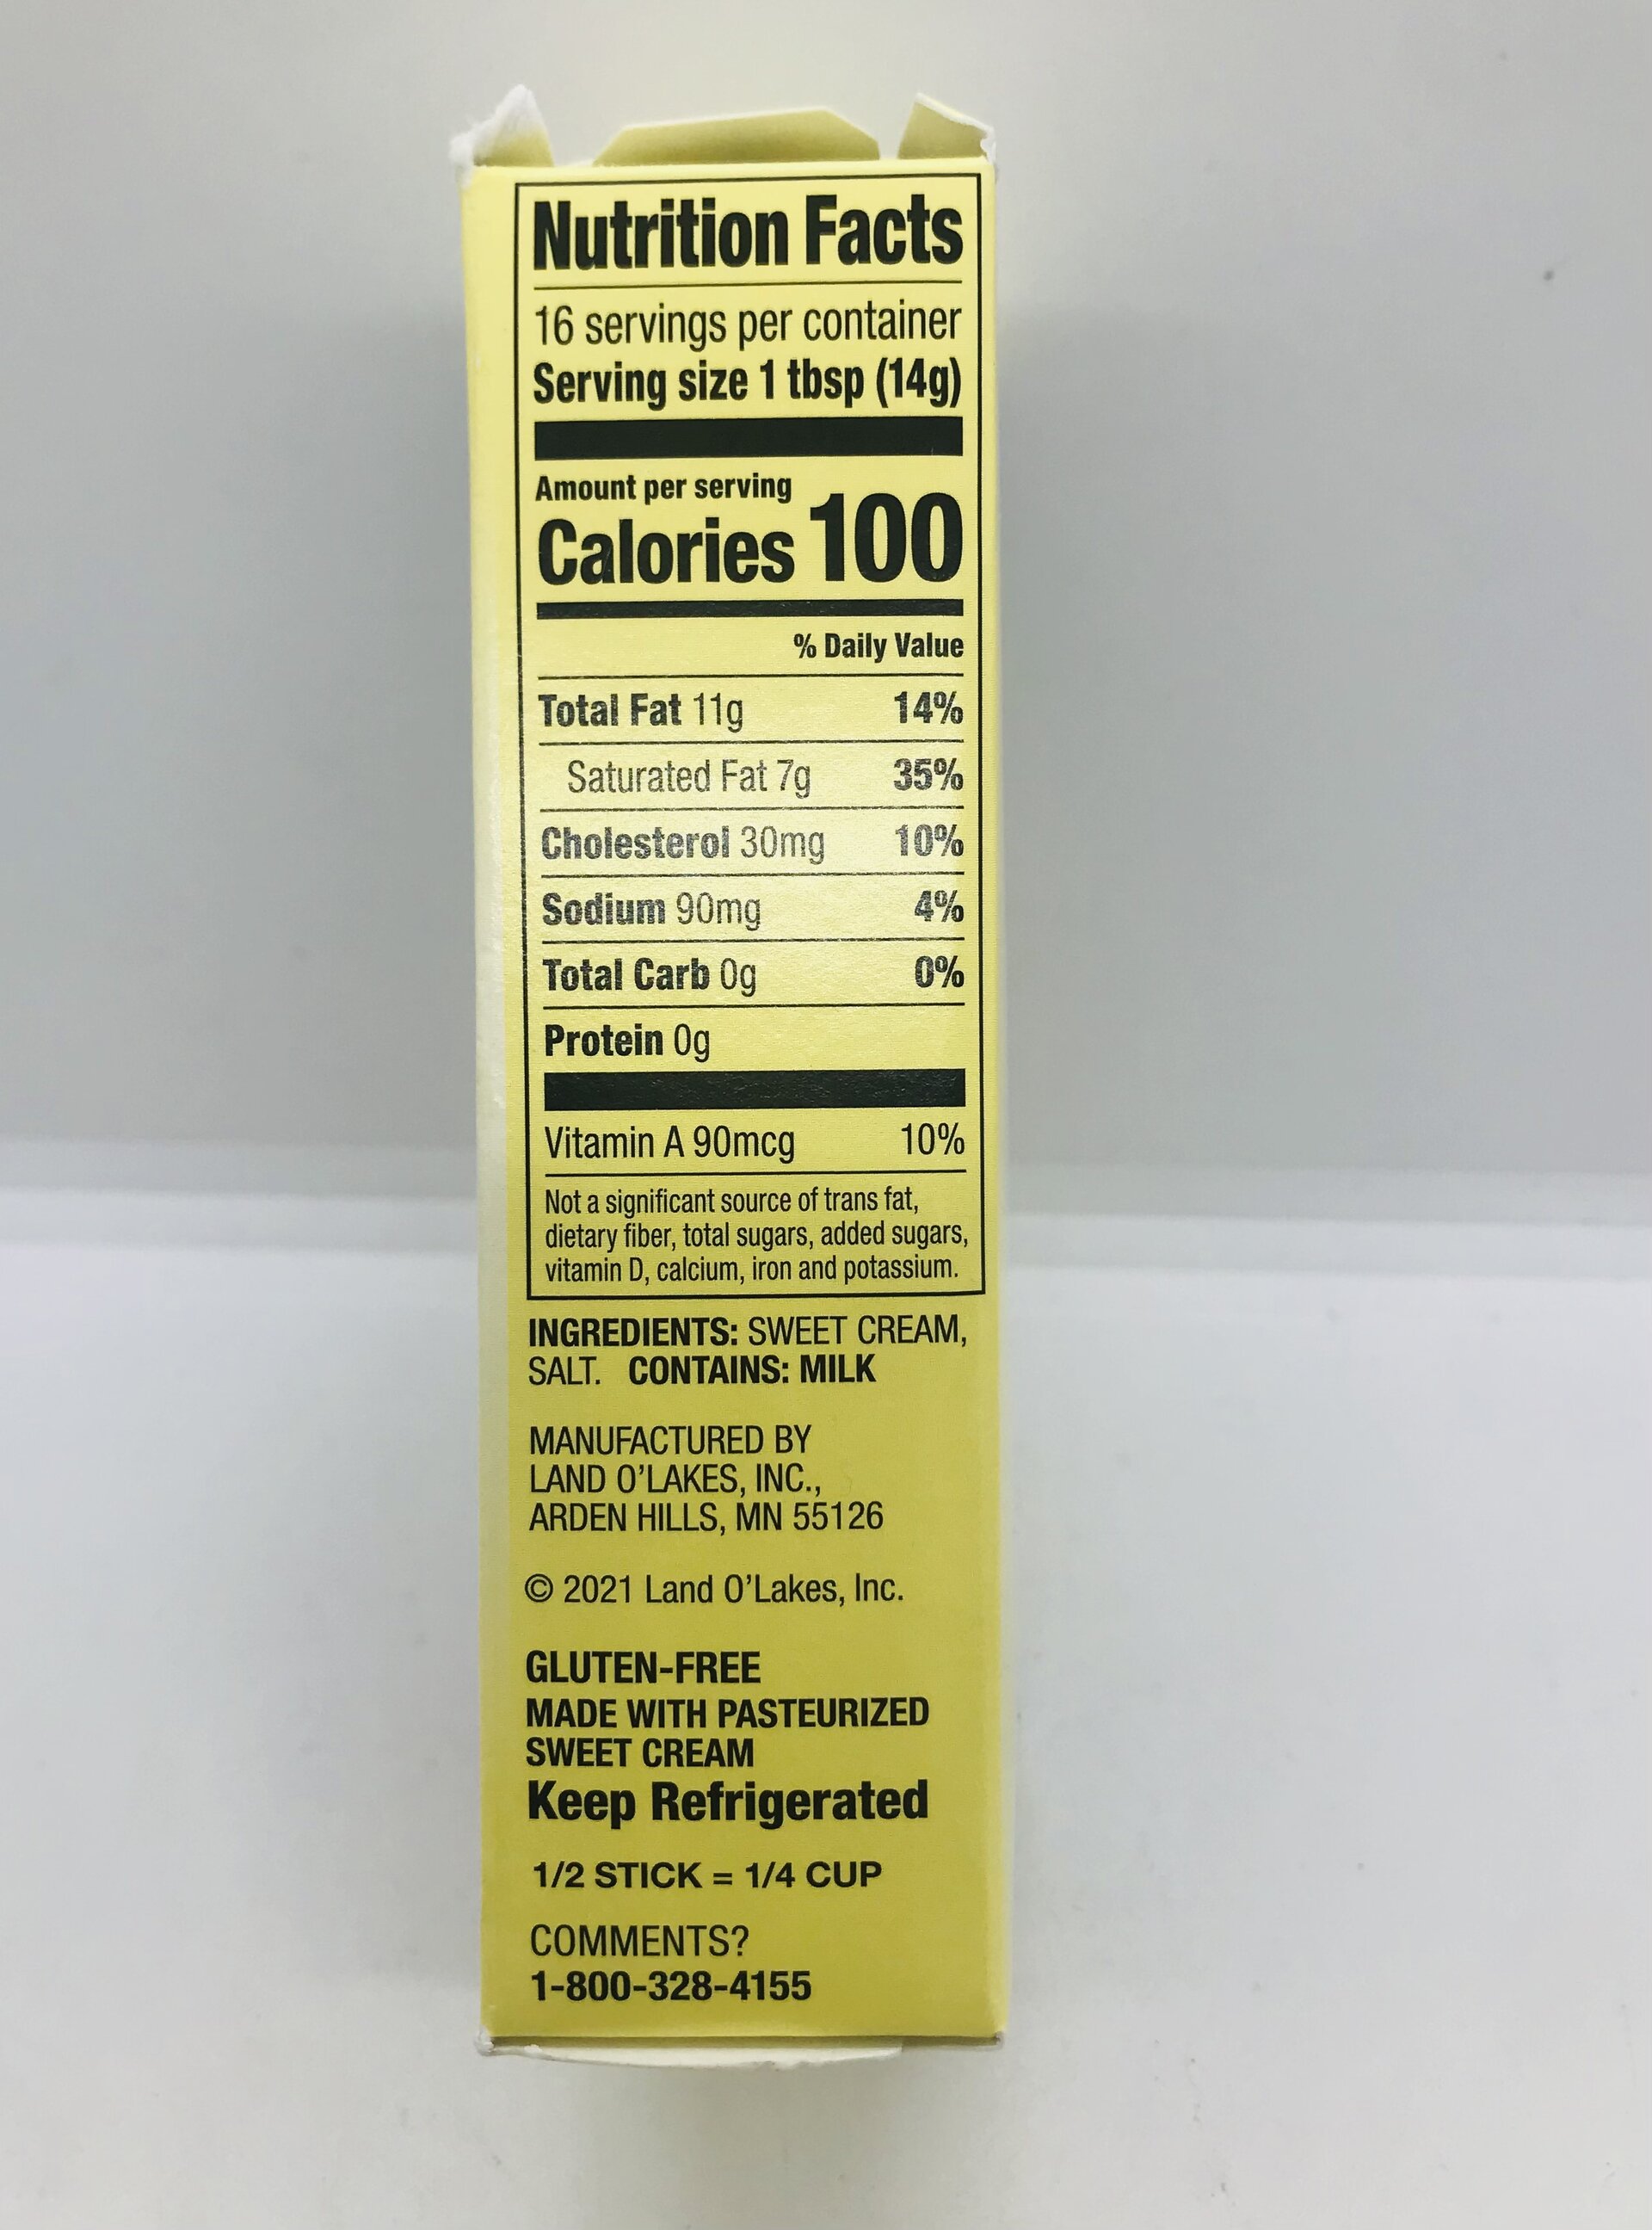 Nutrition Facts
16 servings per container
Serving size 1 tbsp (14g)
Amount per serving
Calories 100
% Daily Value
Total Fat 11g 14%
Saturated Fat 7g 35%
Cholesterol 30mg 10%
Sodium 90mg 4%
Total Carb 0g 0%
Protein 0g
Vitamin A 90mcg 10%
Not a significant source of trans fat,
dietary fiber, total sugars, added sugars,
vitamin D, calcium, iron and potassium.
INGREDIENTS: SWEET CREAM,
SALT. CONTAINS: MILK
MANUFACTURED BY
LAND O'LAKES, INC.,
ARDEN HILLS, MN 55126
© 2021 Land O'Lakes, Inc.
GLUTEN-FREE
MADE WITH PASTEURIZED
SWEET CREAM
Keep Refrigerated
1/2 STICK = 1/4 CUP
COMMENTS?
1-800-328-4155